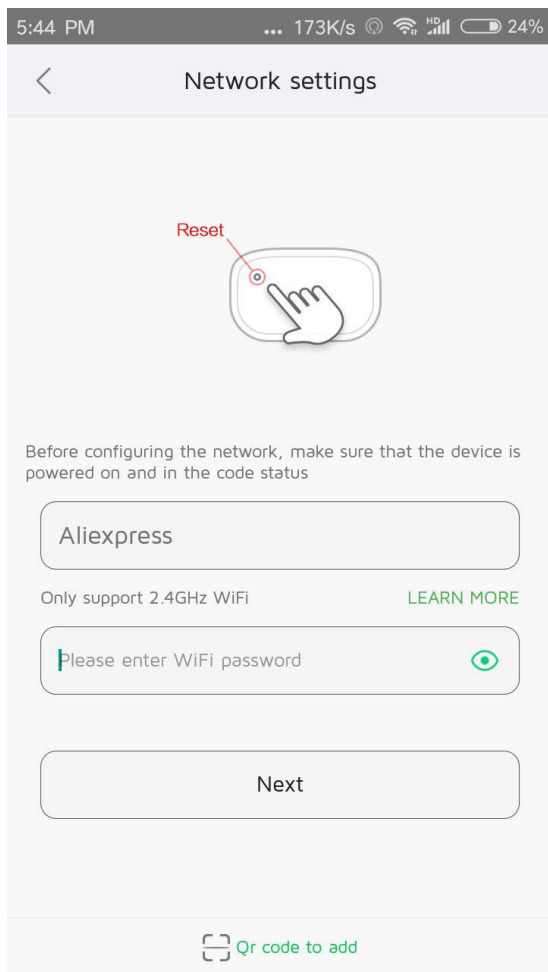 5:44 PM ... 173K/s HD 24%
Network settings
Reset
Before configuring the network, make sure that the device is
powered on and in the code status
Aliexpress
Only support 2.4GHz WiFi LEARN MORE
Please enter WiFi password
Next
Qr code to add